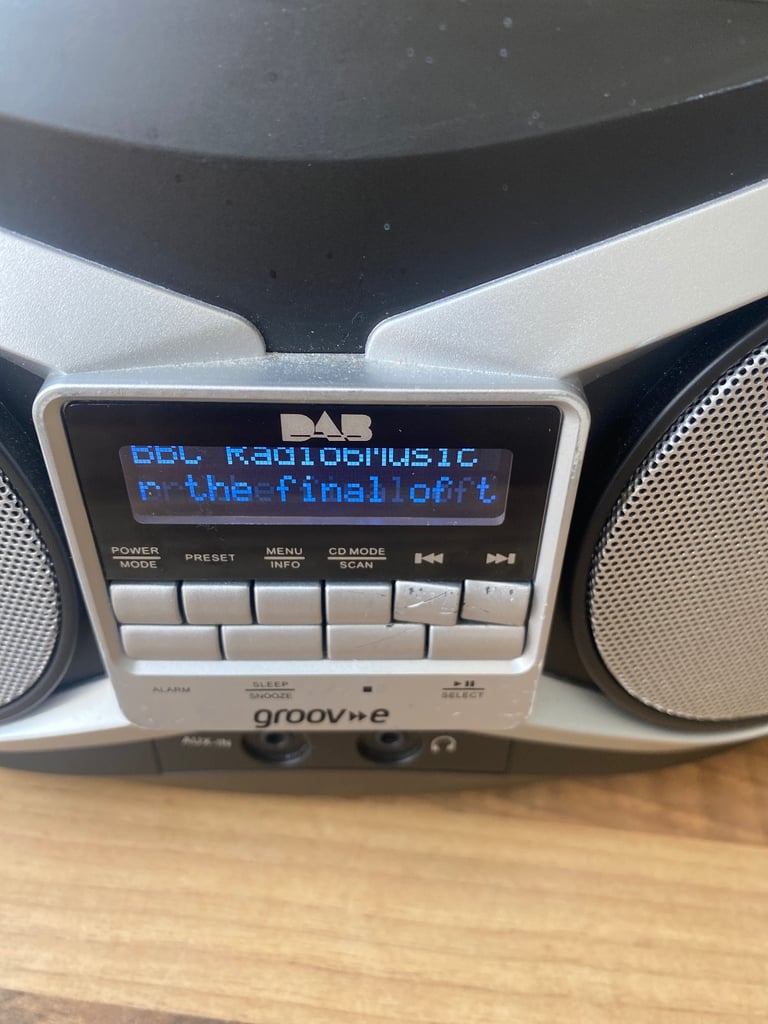 DAB
BBC Radio6Music
r the final of t
POWER MENU CD MODE
MODE PRESET INFO SCAN
ALARM SLEEP SELECT
SNOOZE
groov e
AUX-IN